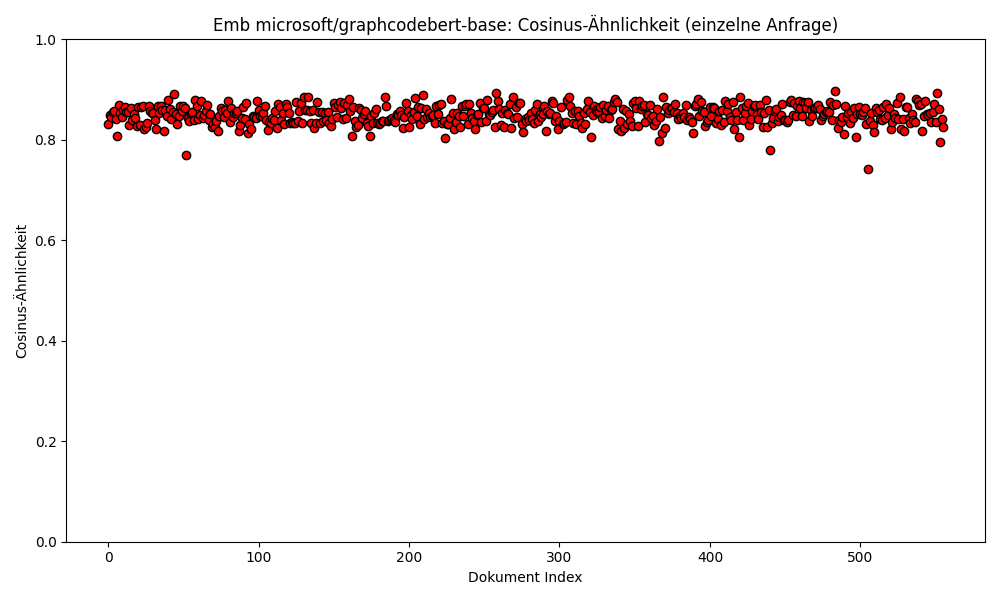 Emb microsoft/graphcodebert-base: Cosinus-Ähnlichkeit (einzelne Anfrage)
1.0
0.8
0.6
0.4
0.2
0.0
Cosinus-Ähnlichkeit
0 100 200 300 400 500
Dokument Index